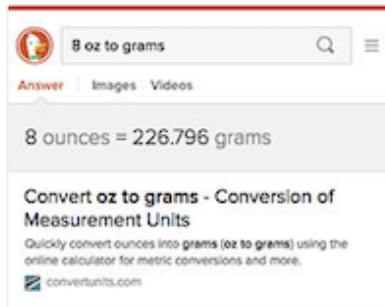 8 oz to grams
Answer Images Videos
8 ounces = 226.796 grams
Convert oz to grams - Conversion of
Measurement Units
Quickly convert ounces into grams (oz to grams) using the
online calculator for metric conversions and more.
convertunits.com